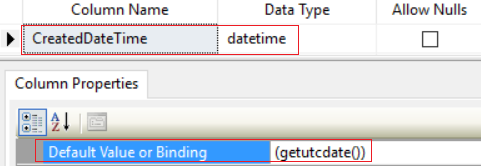 Column Name Data Type Allow Nulls
CreatedDateTime datetime
Column Properties
Default Value or Binding (getutcdate())